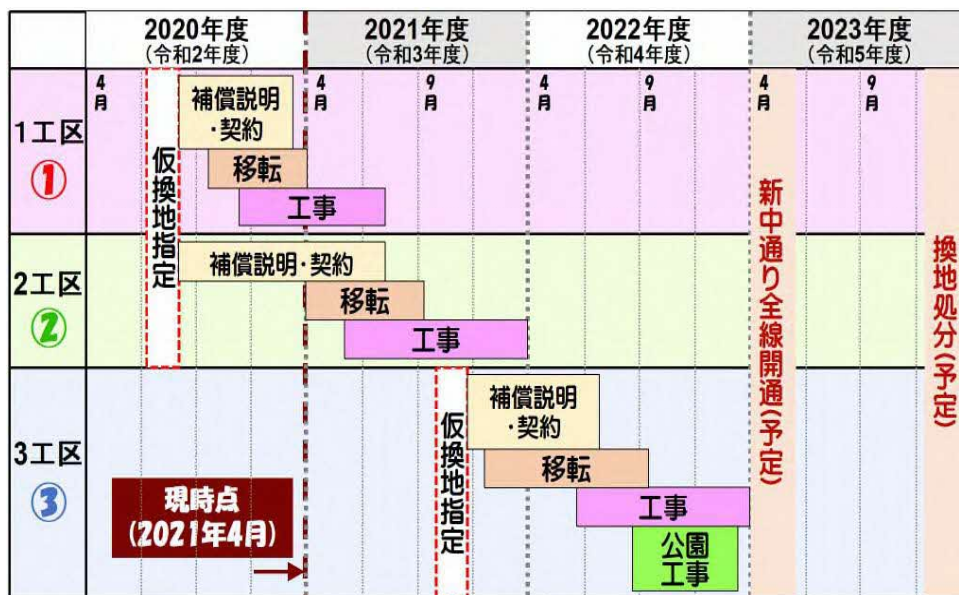 2020年度
(令和2年度)
2021年度
(令和3年度)
2022年度
(令和4年度)
2023年度
(令和5年度)
4月
4月
9月
4月
9月
4月
9月
1工区
①
仮換地指定
補償説明
・契約
移転
工事
2工区
②
補償説明・契約
移転
工事
3工区
③
仮換地指定
補償説明
・契約
移転
工事
公園
工事
現時点
(2021年4月)
新中通り全線開通(予定)
換地処分(予定)